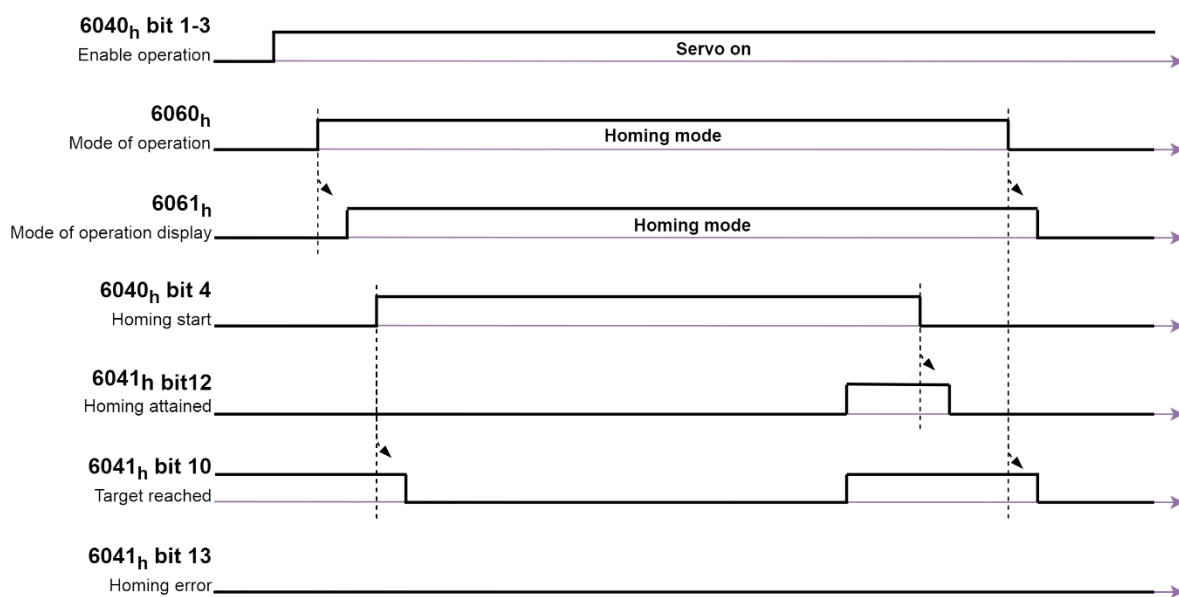 6040h bit 1-3
Enable operation
Servo on
6060h
Mode of operation
Homing mode
6061h
Mode of operation display
Homing mode
6040h bit 4
Homing start
6041h bit12
Homing attained
6041h bit 10
Target reached
6041h bit 13
Homing error